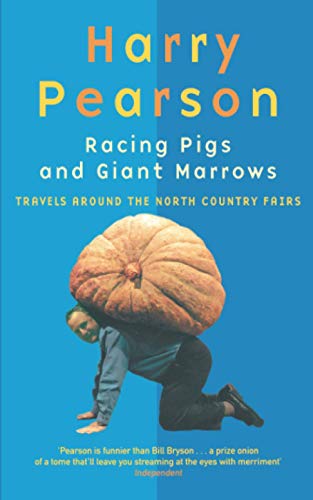 Harry
Pearson
Racing Pigs
and Giant Marrows
TRAVELS AROUND THE NORTH COUNTRY FAIRS
'Pearson is funnier than Bill Bryson . . . a prize onion
of a tome that'll leave you streaming at the eyes with merriment'
Independent